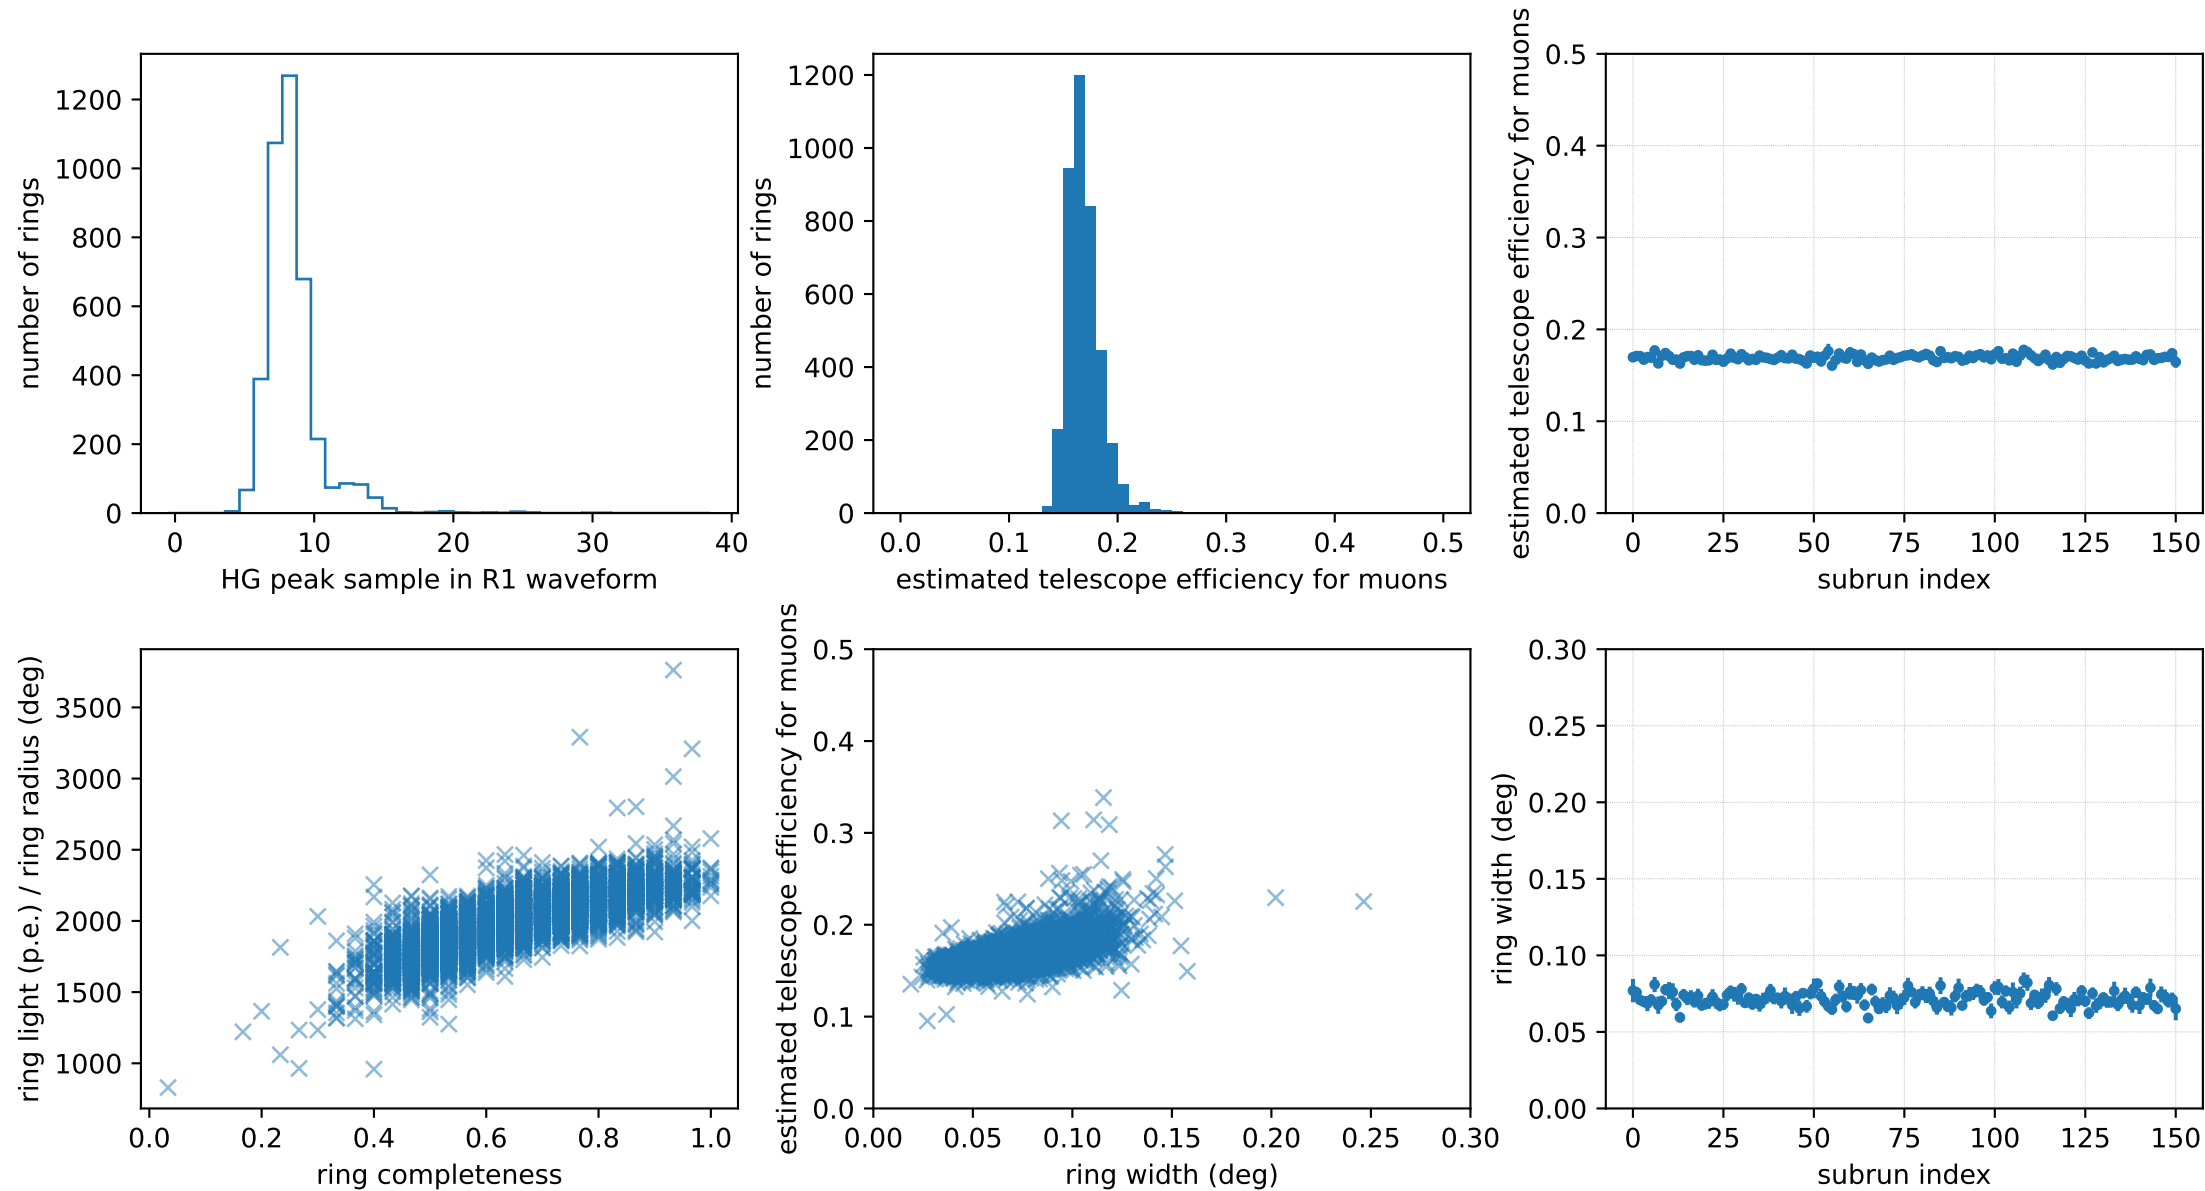 number of rings
1200
1000
800
600
400
200
0
0 10 20 30 40
HG peak sample in R1 waveform
number of rings
1200
1000
800
600
400
200
0
0.0 0.1 0.2 0.3 0.4 0.5
estimated telescope efficiency for muons
estimated telescope efficiency for muons
0.5
0.4
0.3
0.2
0.1
0.0
0 25 50 75 100 125 150
subrun index
ring light (p.e.) / ring radius (deg)
3500
3000
2500
2000
1500
1000
0.0 0.2 0.4 0.6 0.8 1.0
ring completeness
estimated telescope efficiency for muons
0.5
0.4
0.3
0.2
0.1
0.0
0.00 0.05 0.10 0.15 0.20 0.25 0.30
ring width (deg)
ring width (deg)
0.30
0.25
0.20
0.15
0.10
0.05
0.00
0 25 50 75 100 125 150
subrun index